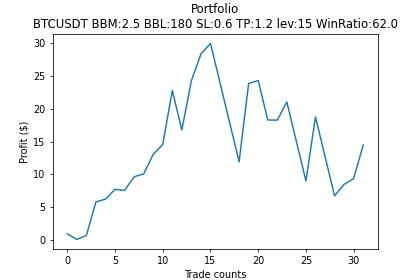 Portfolio
BTCUSDT BBM:2.5 BBL:180 SL:0.6 TP:1.2 lev:15 WinRatio:62.0
30
25
20
15
10
5
0
Profit ($)
0 5 10 15 20 25 30
Trade counts